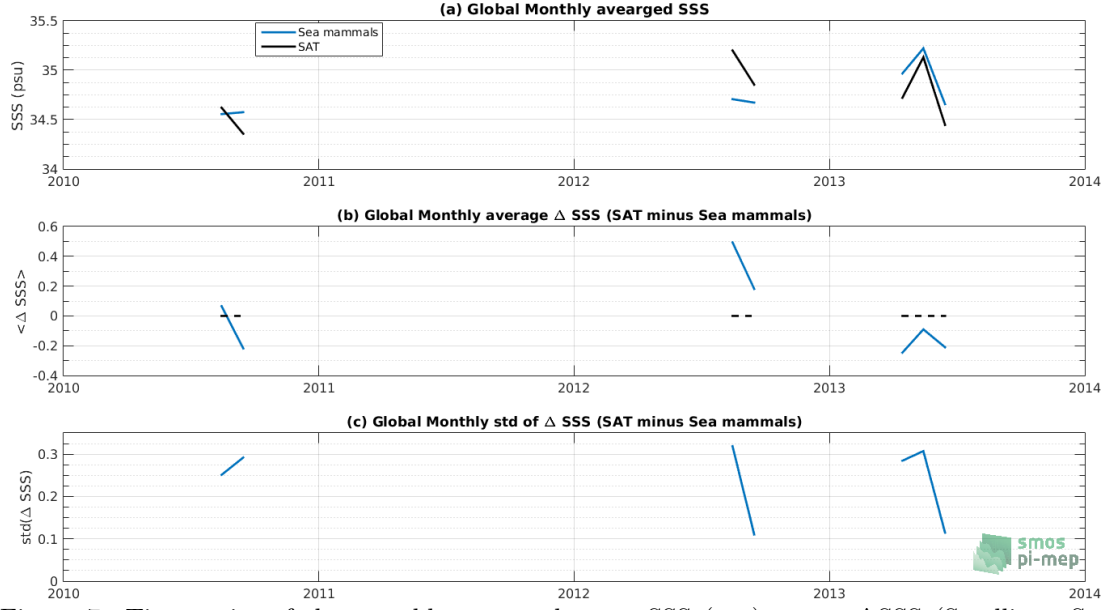 (a) Global Monthly avearged SSS
35.5
35
34.5
34
SSS (psu)
Sea mammals
SAT
2010 2011 2012 2013 2014
(b) Global Monthly average Δ SSS (SAT minus Sea mammals)
0.6
0.4
0.2
0
-0.2
-0.4
<Δ SSS>
2010 2011 2012 2013 2014
(c) Global Monthly std of Δ SSS (SAT minus Sea mammals)
0.3
0.2
0.1
0
std(Δ SSS)
smos
pi-mep
2010 2011 2012 2013 2014